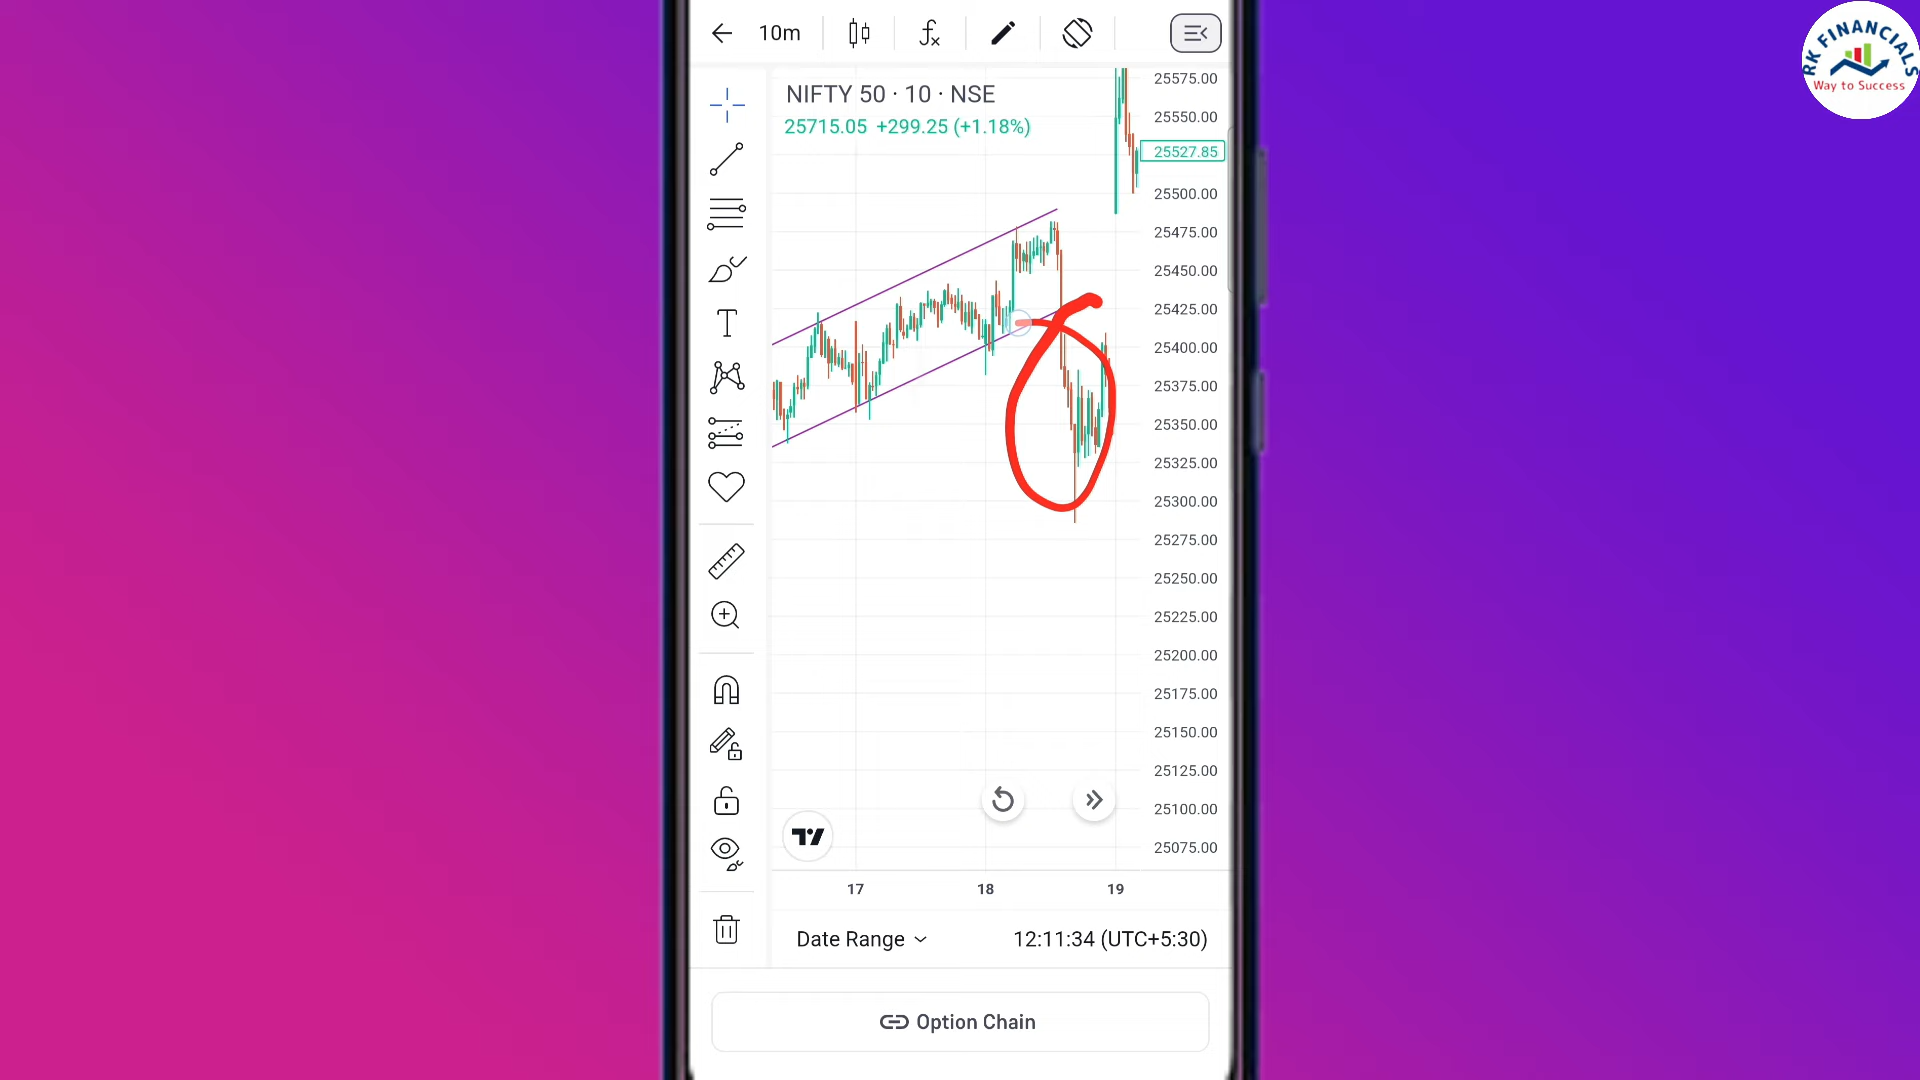 10m
NIFTY 50 · 10 · NSE
25715.05 +299.25 (+1.18%)
25575.00
25550.00
25527.85
25500.00
25475.00
25450.00
25425.00
25400.00
25375.00
25350.00
25325.00
25300.00
25275.00
25250.00
25225.00
25200.00
25175.00
25150.00
25125.00
25100.00
25075.00
17 18 19
Date Range
12:11:34 (UTC+5:30)
Option Chain
RK FINANCIALS
Way to Success